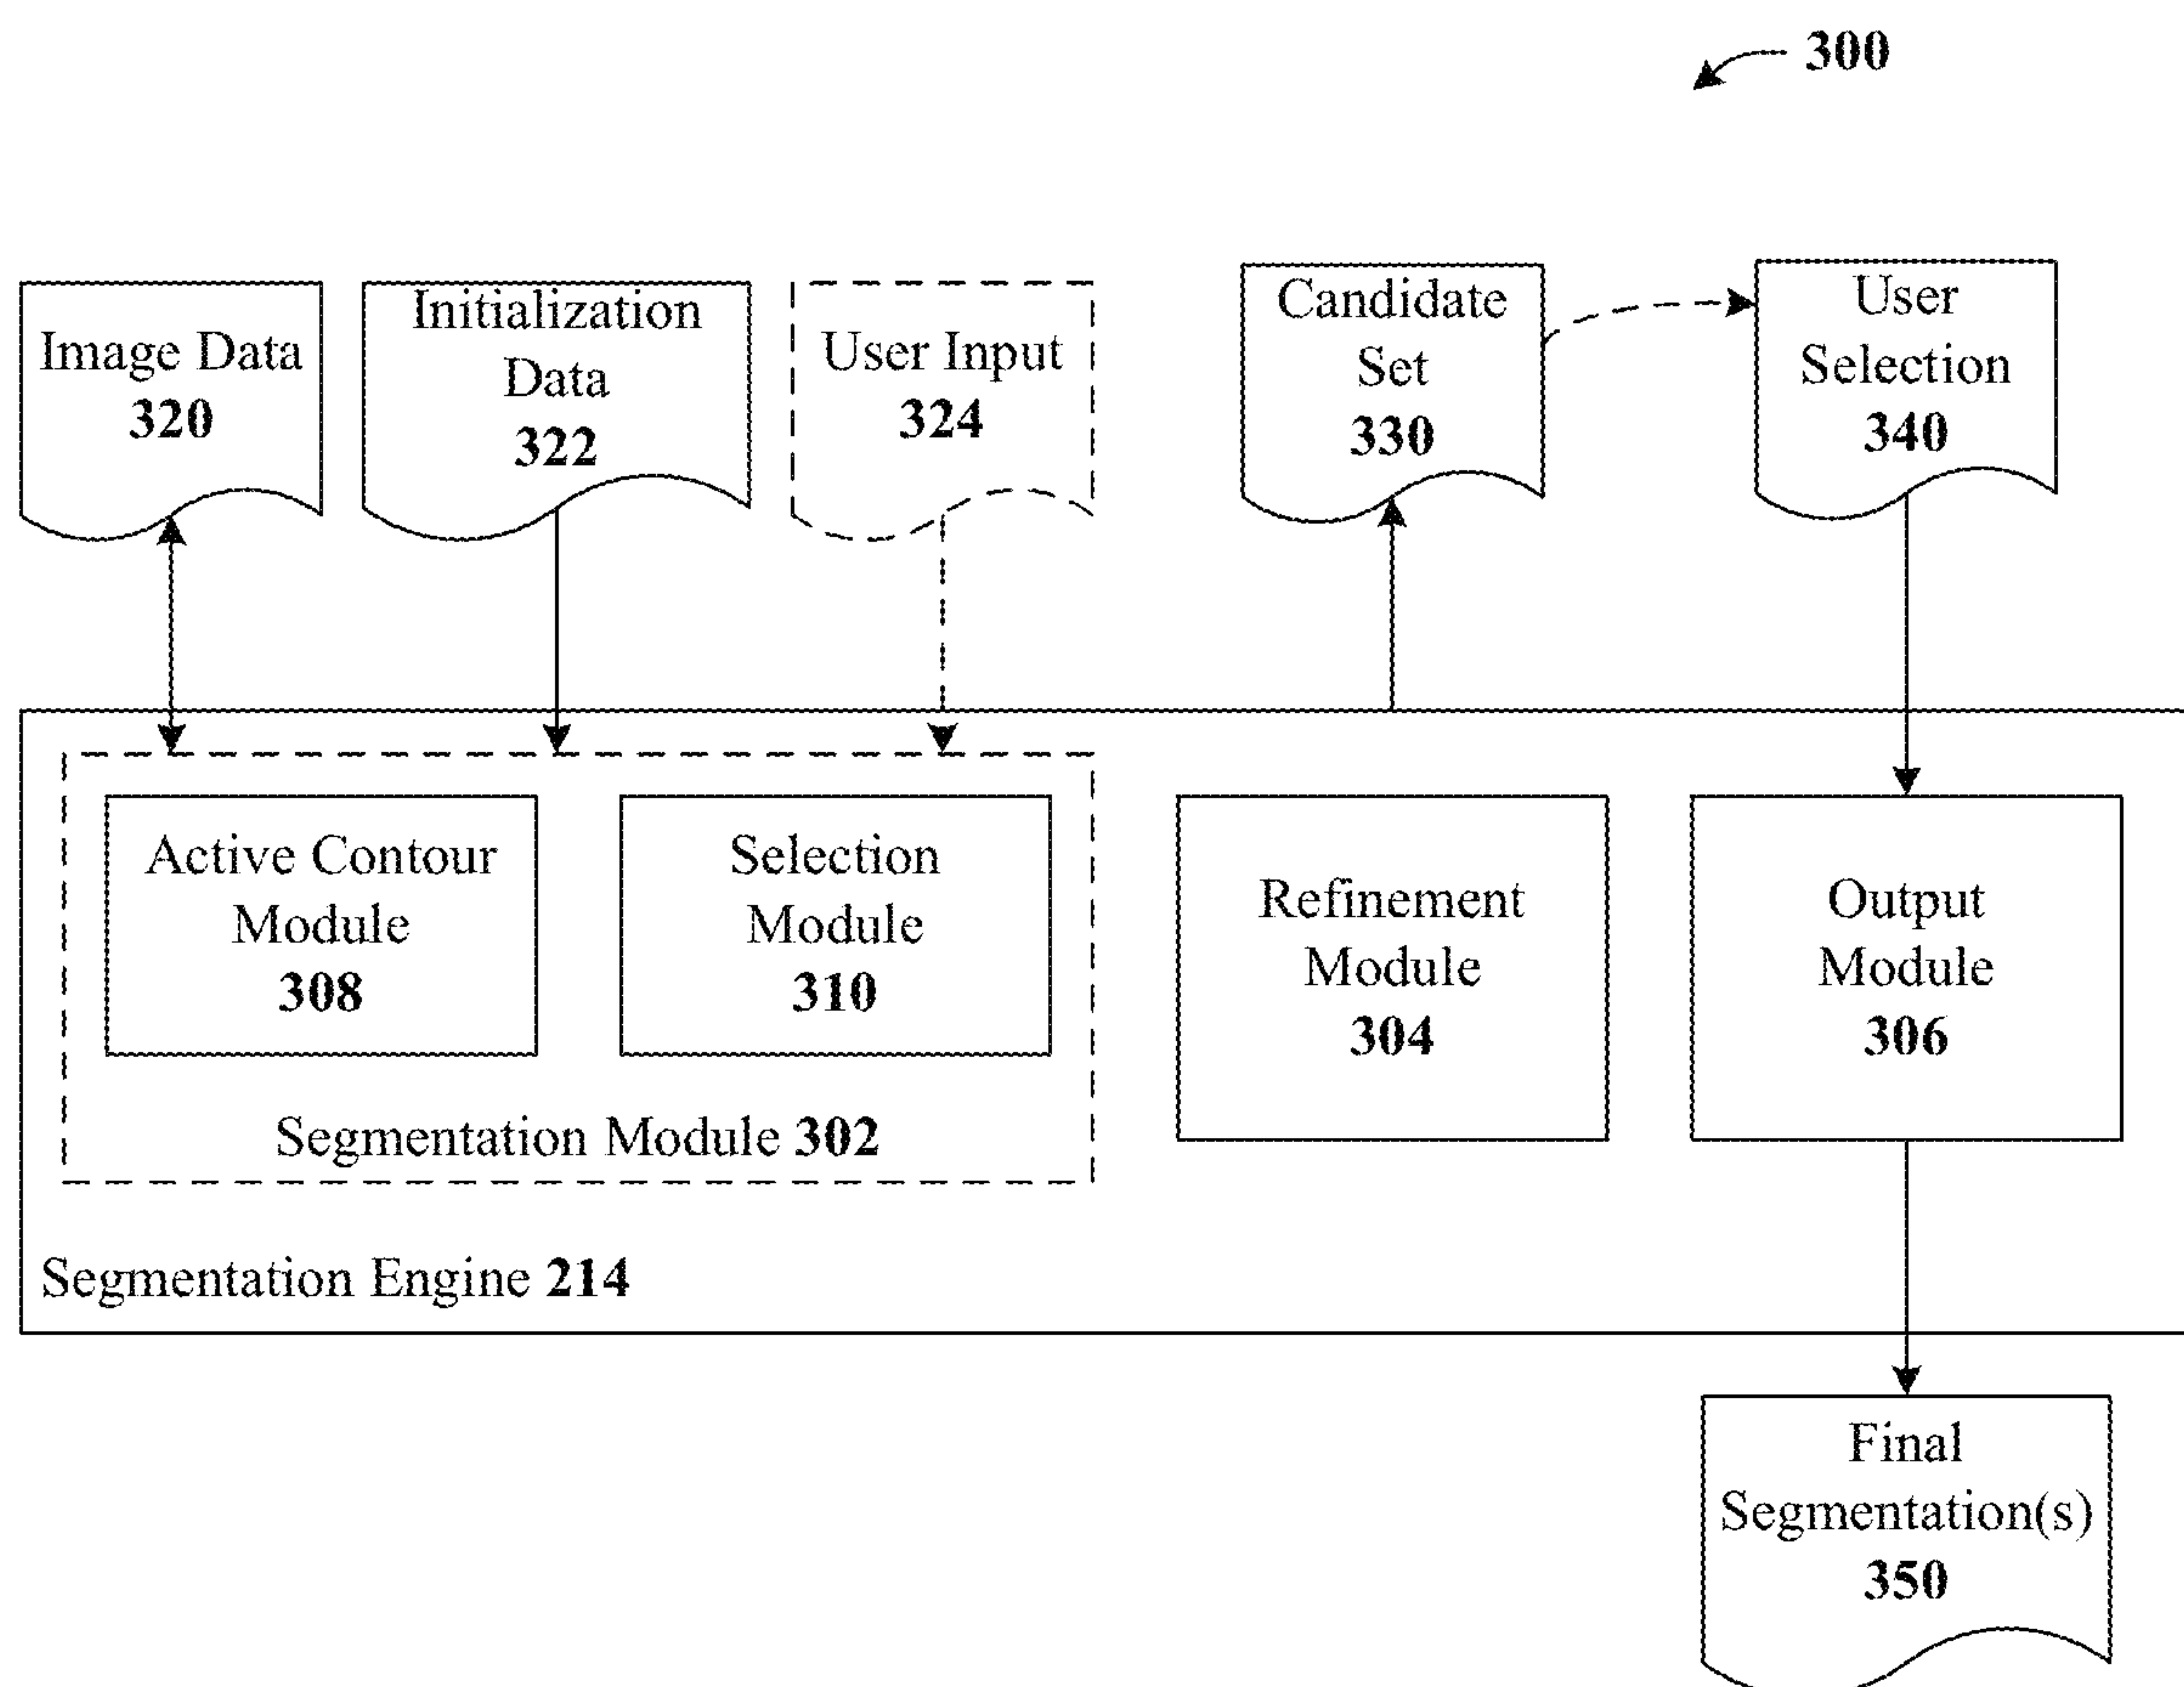 300
Image Data
320
Initialization
Data
322
User Input
324
Candidate
Set
330
User
Selection
340
Active Contour
Module
308
Selection
Module
310
Segmentation Module 302
Refinement
Module
304
Output
Module
306
Segmentation Engine 214
Final
Segmentation(s)
350